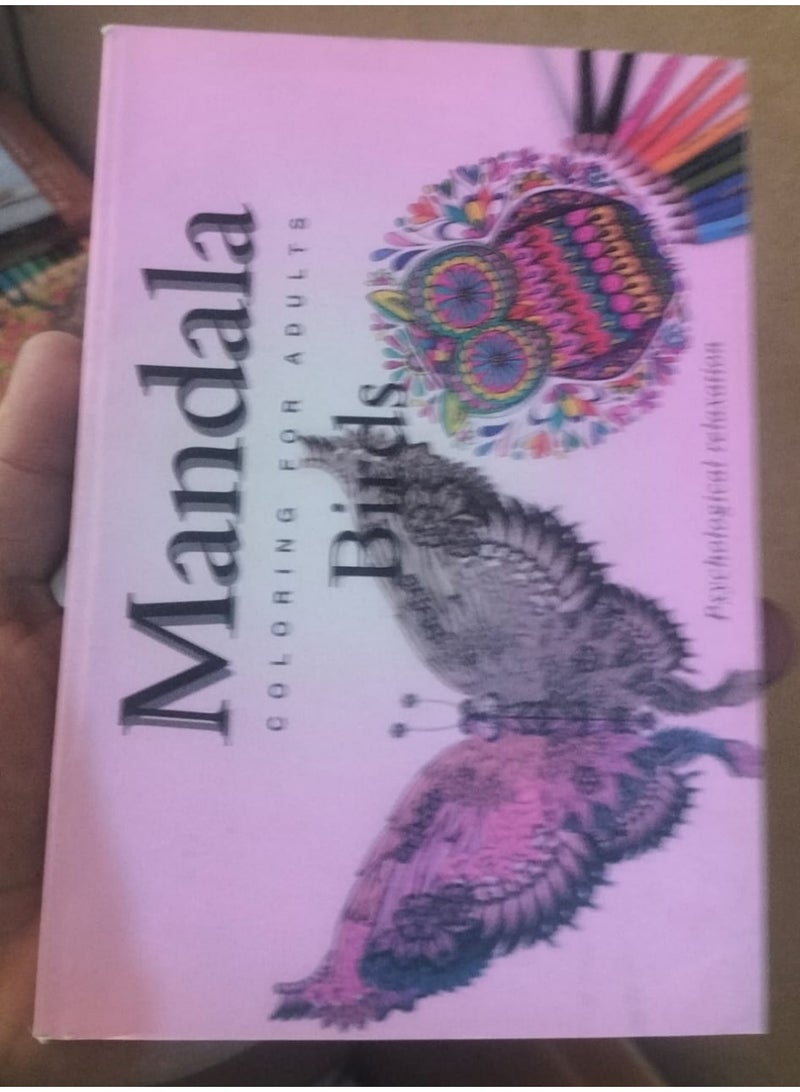 Mandala
COLORING FOR ADULTS
Birds
Psychological relaxation